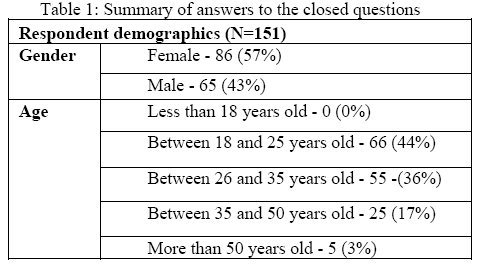 Table 1: Summary of answers to the closed questions
Respondent demographics (N=151)
Gender
Female - 86 (57%)
Male - 65 (43%)
Age
Less than 18 years old - 0 (0%)
Between 18 and 25 years old - 66 (44%)
Between 26 and 35 years old - 55 -(36%)
Between 35 and 50 years old - 25 (17%)
More than 50 years old - 5 (3%)